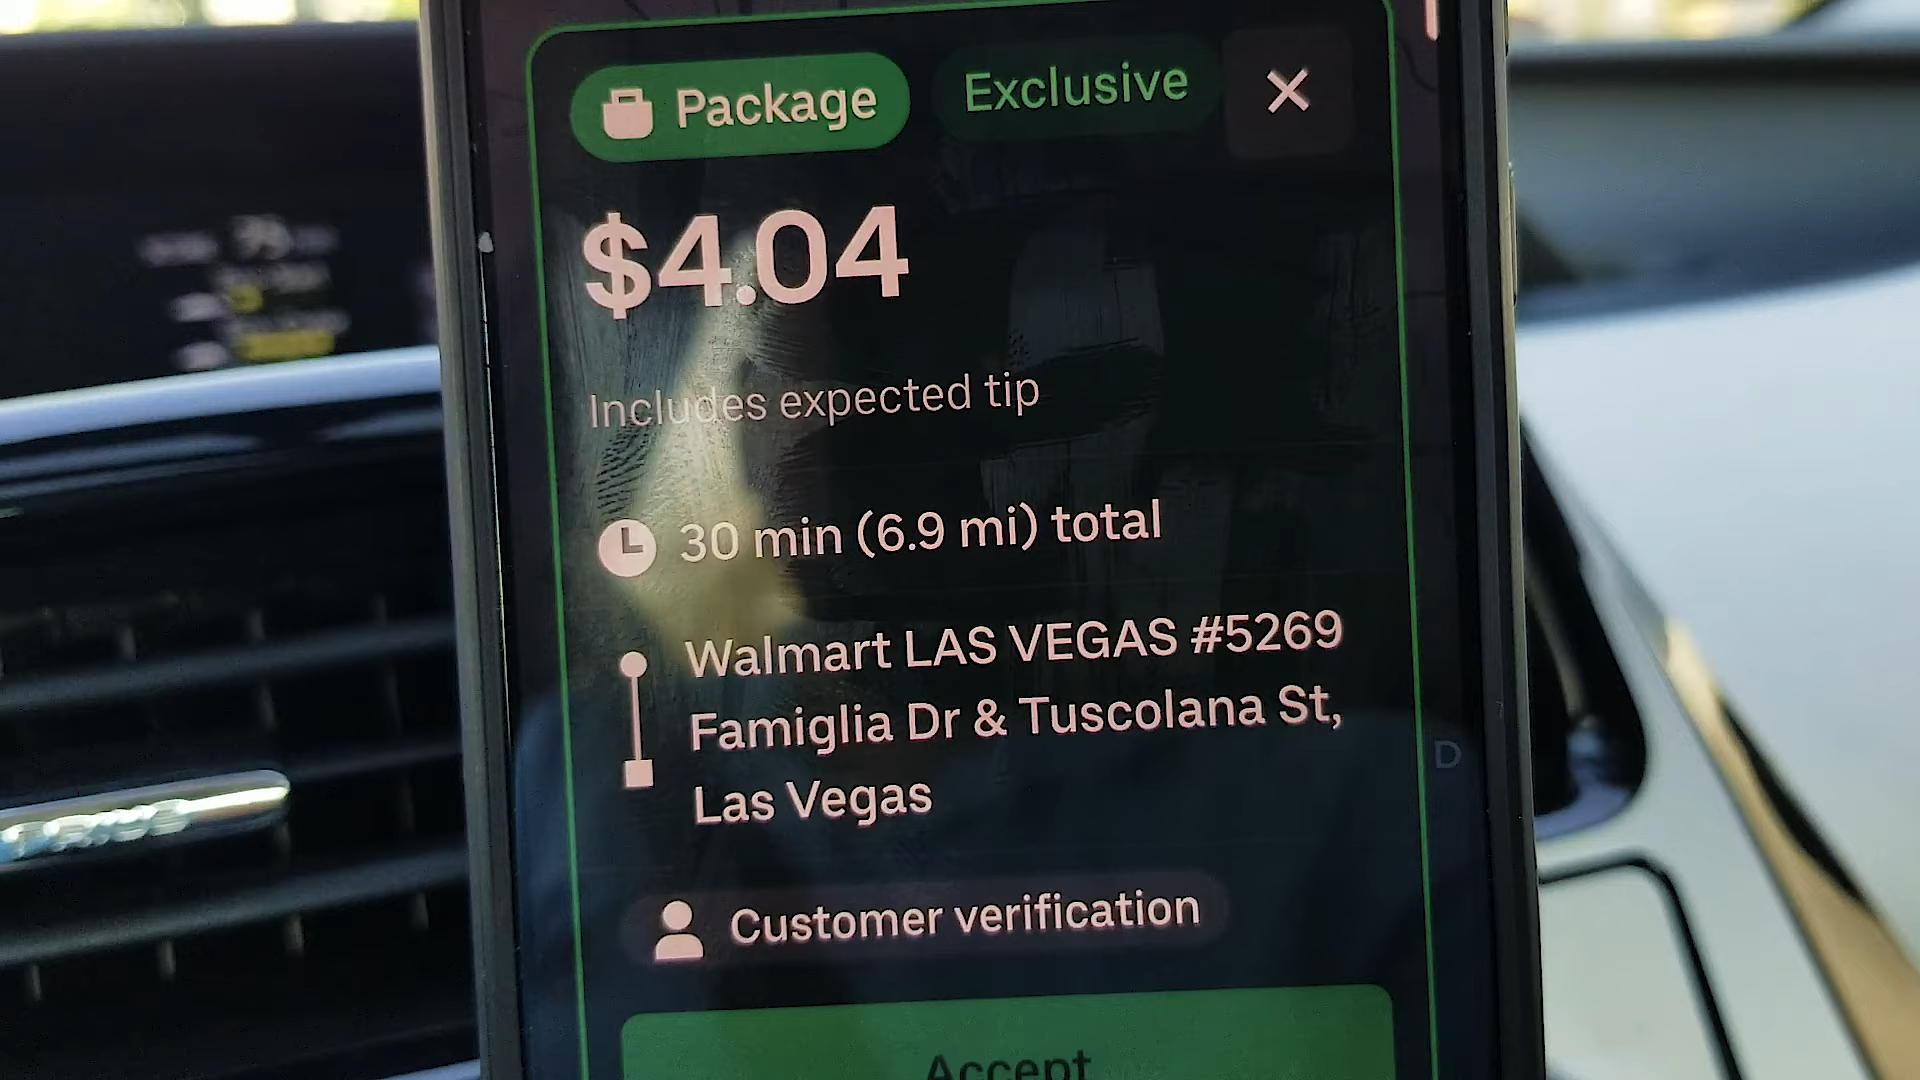 Package Exclusive
$4.04
Includes expected tip
30 min (6.9 mi) total
Walmart LAS VEGAS #5269
Famiglia Dr & Tuscolana St,
Las Vegas
D
Customer verification
Accept